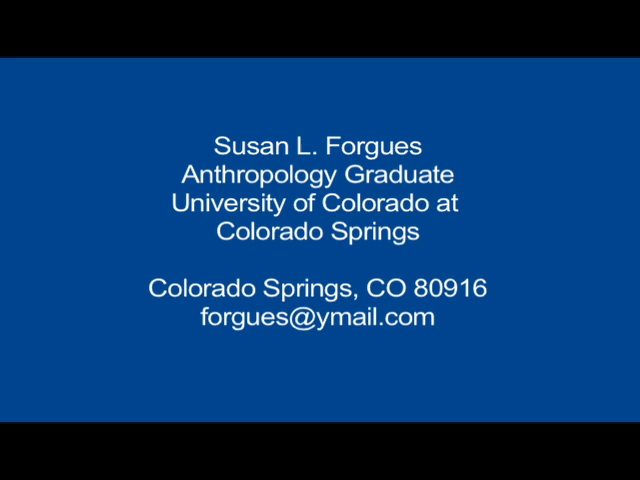 Susan L. Forgues
Anthropology Graduate
University of Colorado at
Colorado Springs
Colorado Springs, CO 80916
forgues@ymail.com